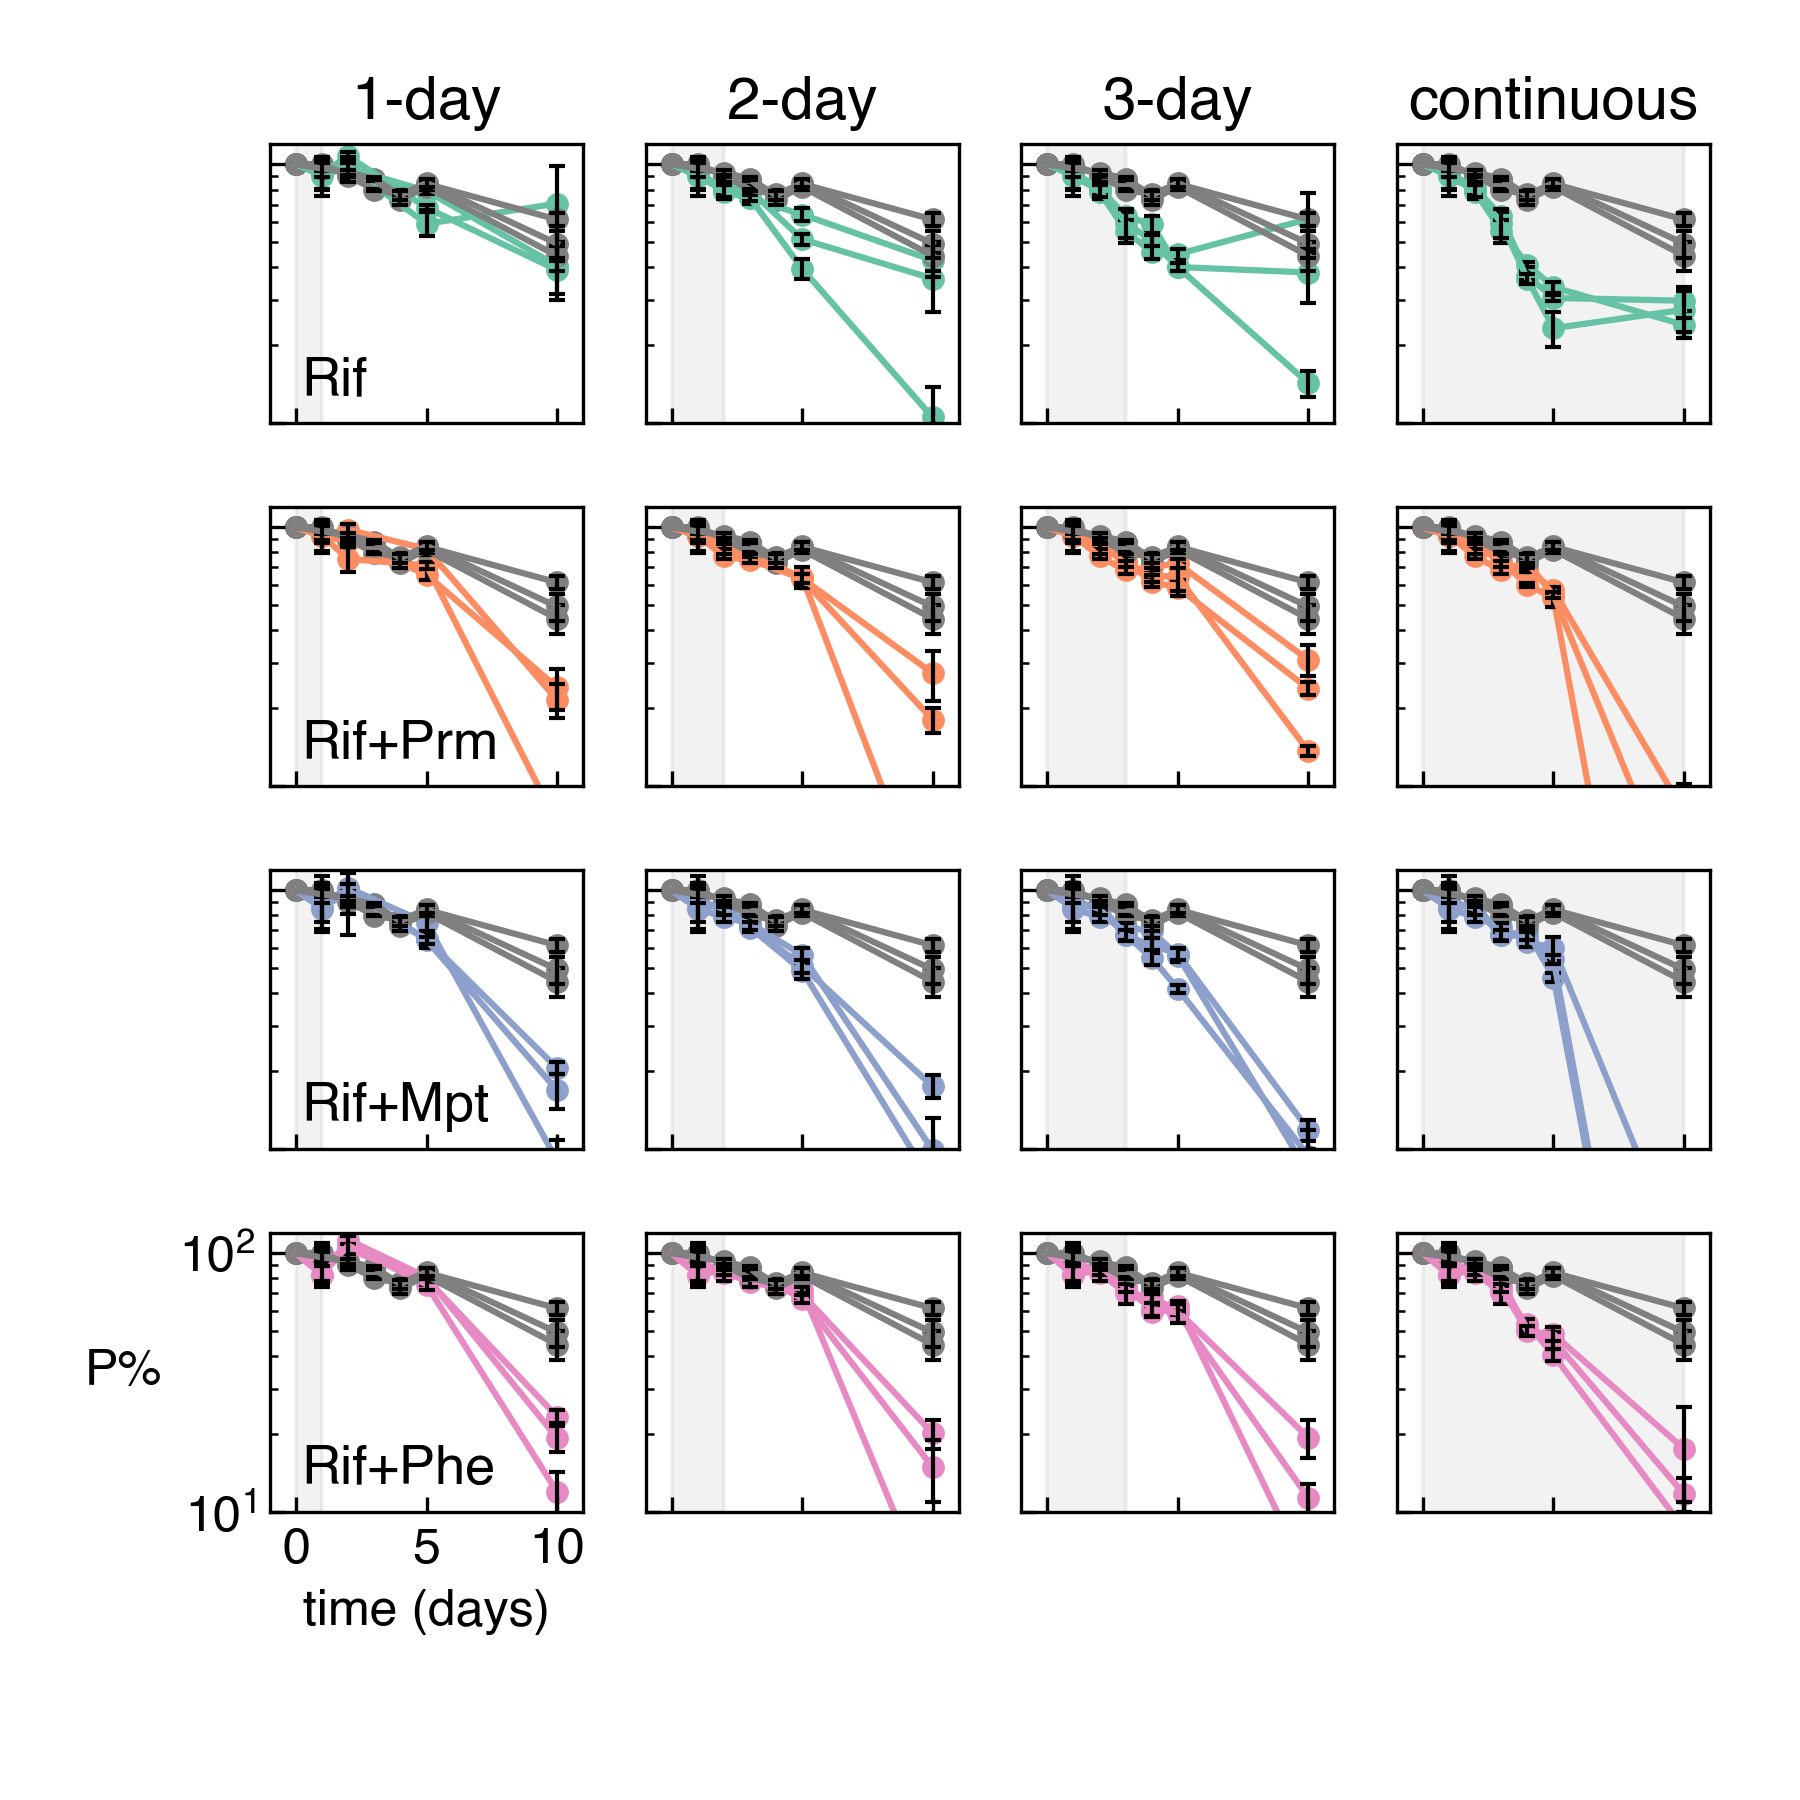 1-day 2-day 3-day continuous
Rif
Rif+Prm
Rif+Mpt
10²
P%
Rif+Phe
10¹
0 5 10
time (days)